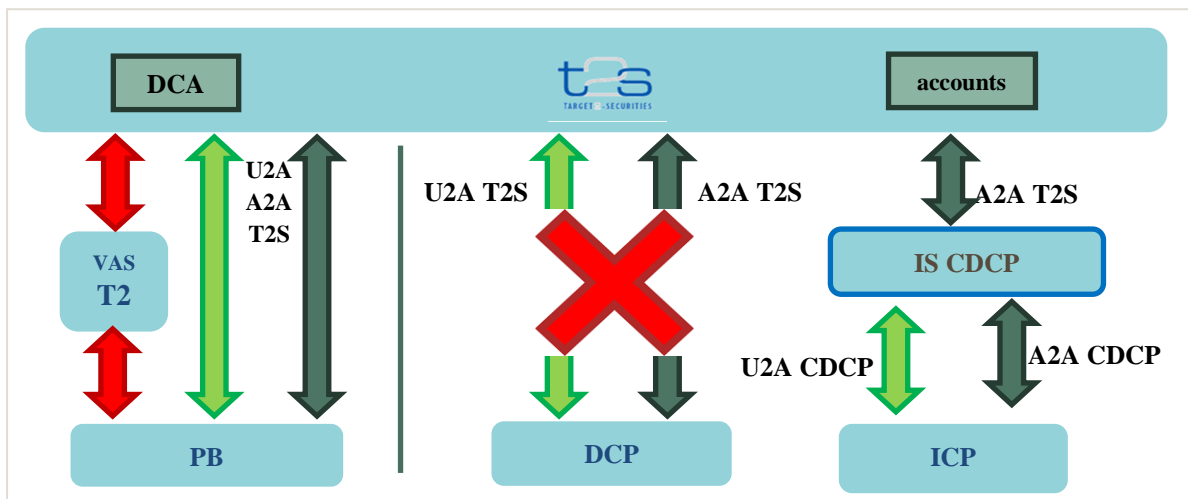 DCA
t2s
TARGET2-SECURITIES
accounts
U2A
A2A
T2S
U2A T2S
A2A T2S
A2A T2S
VAS
T2
IS CDCP
U2A CDCP
A2A CDCP
PB
DCP
ICP